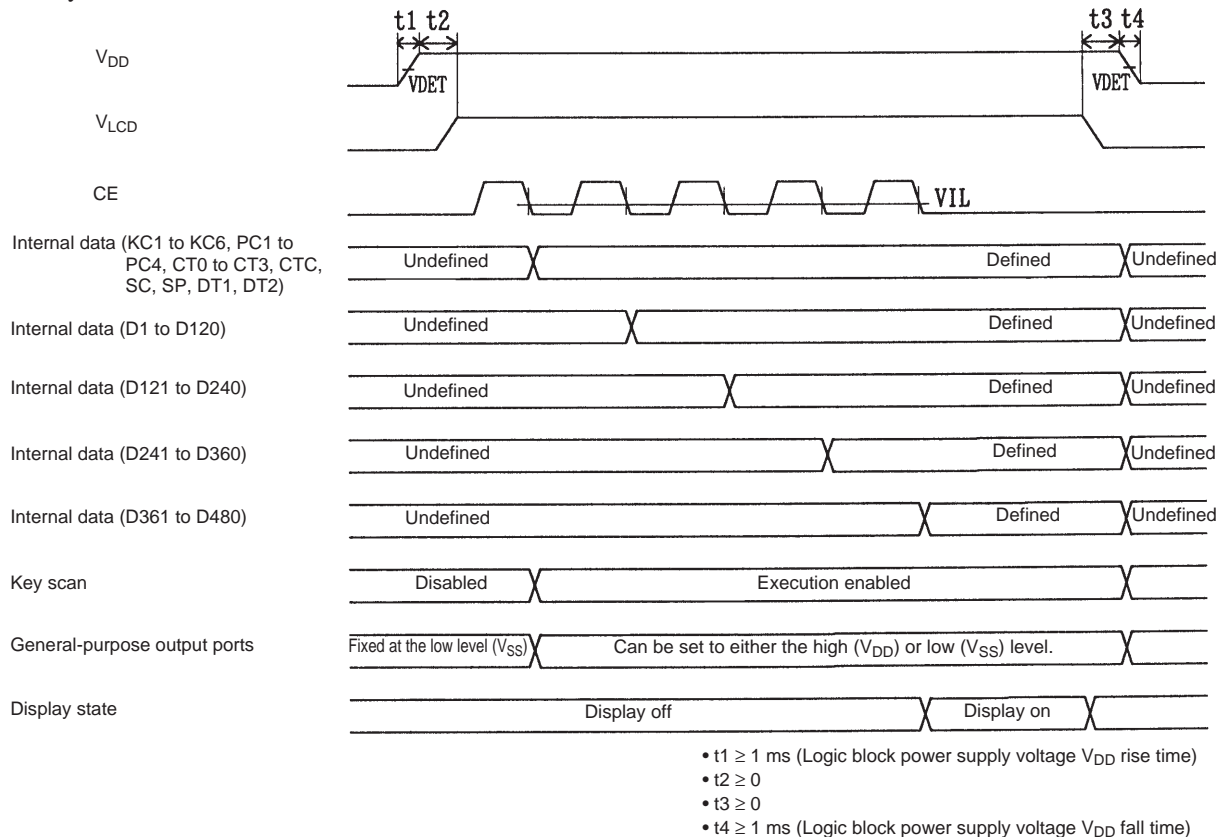 t1 t2 t3 t4
VDD
VDET VDET
VLCD
CE
VIL
Internal data (KC1 to KC6, PC1 to
PC4, CT0 to CT3, CTC,
SC, SP, DT1, DT2)
Undefined Defined Undefined
Internal data (D1 to D120) Undefined Defined Undefined
Internal data (D121 to D240) Undefined Defined Undefined
Internal data (D241 to D360) Undefined Defined Undefined
Internal data (D361 to D480) Undefined Defined Undefined
Key scan Disabled Execution enabled
General-purpose output ports Fixed at the low level (VSS) Can be set to either the high (VDD) or low (VSS) level.
Display state Display off Display on
• t1 ≥ 1 ms (Logic block power supply voltage VDD rise time)
• t2 ≥ 0
• t3 ≥ 0
• t4 ≥ 1 ms (Logic block power supply voltage VDD fall time)